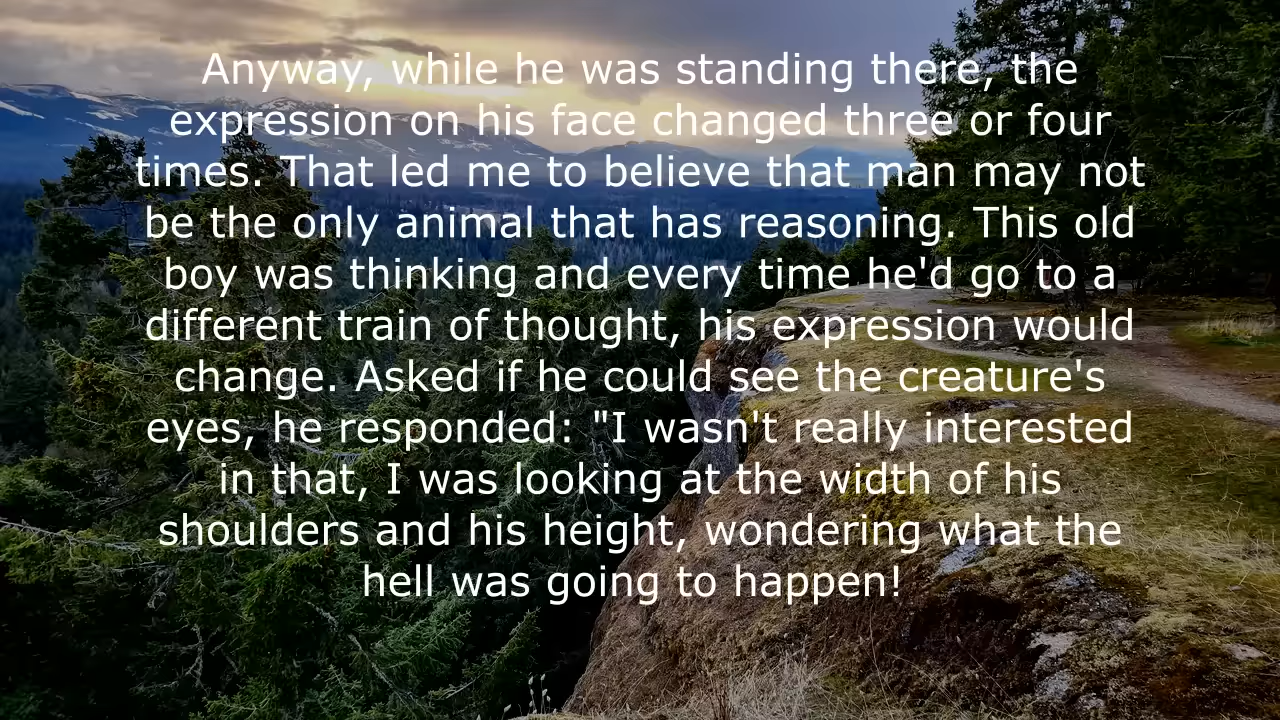 Anyway, while he was standing there, the
expression on his face changed three or four
times. That led me to believe that man may not
be the only animal that has reasoning. This old
boy was thinking and every time he'd go to a
different train of thought, his expression would
change. Asked if he could see the creature's
eyes, he responded: "I wasn't really interested
in that, I was looking at the width of his
shoulders and his height, wondering what the
hell was going to happen!